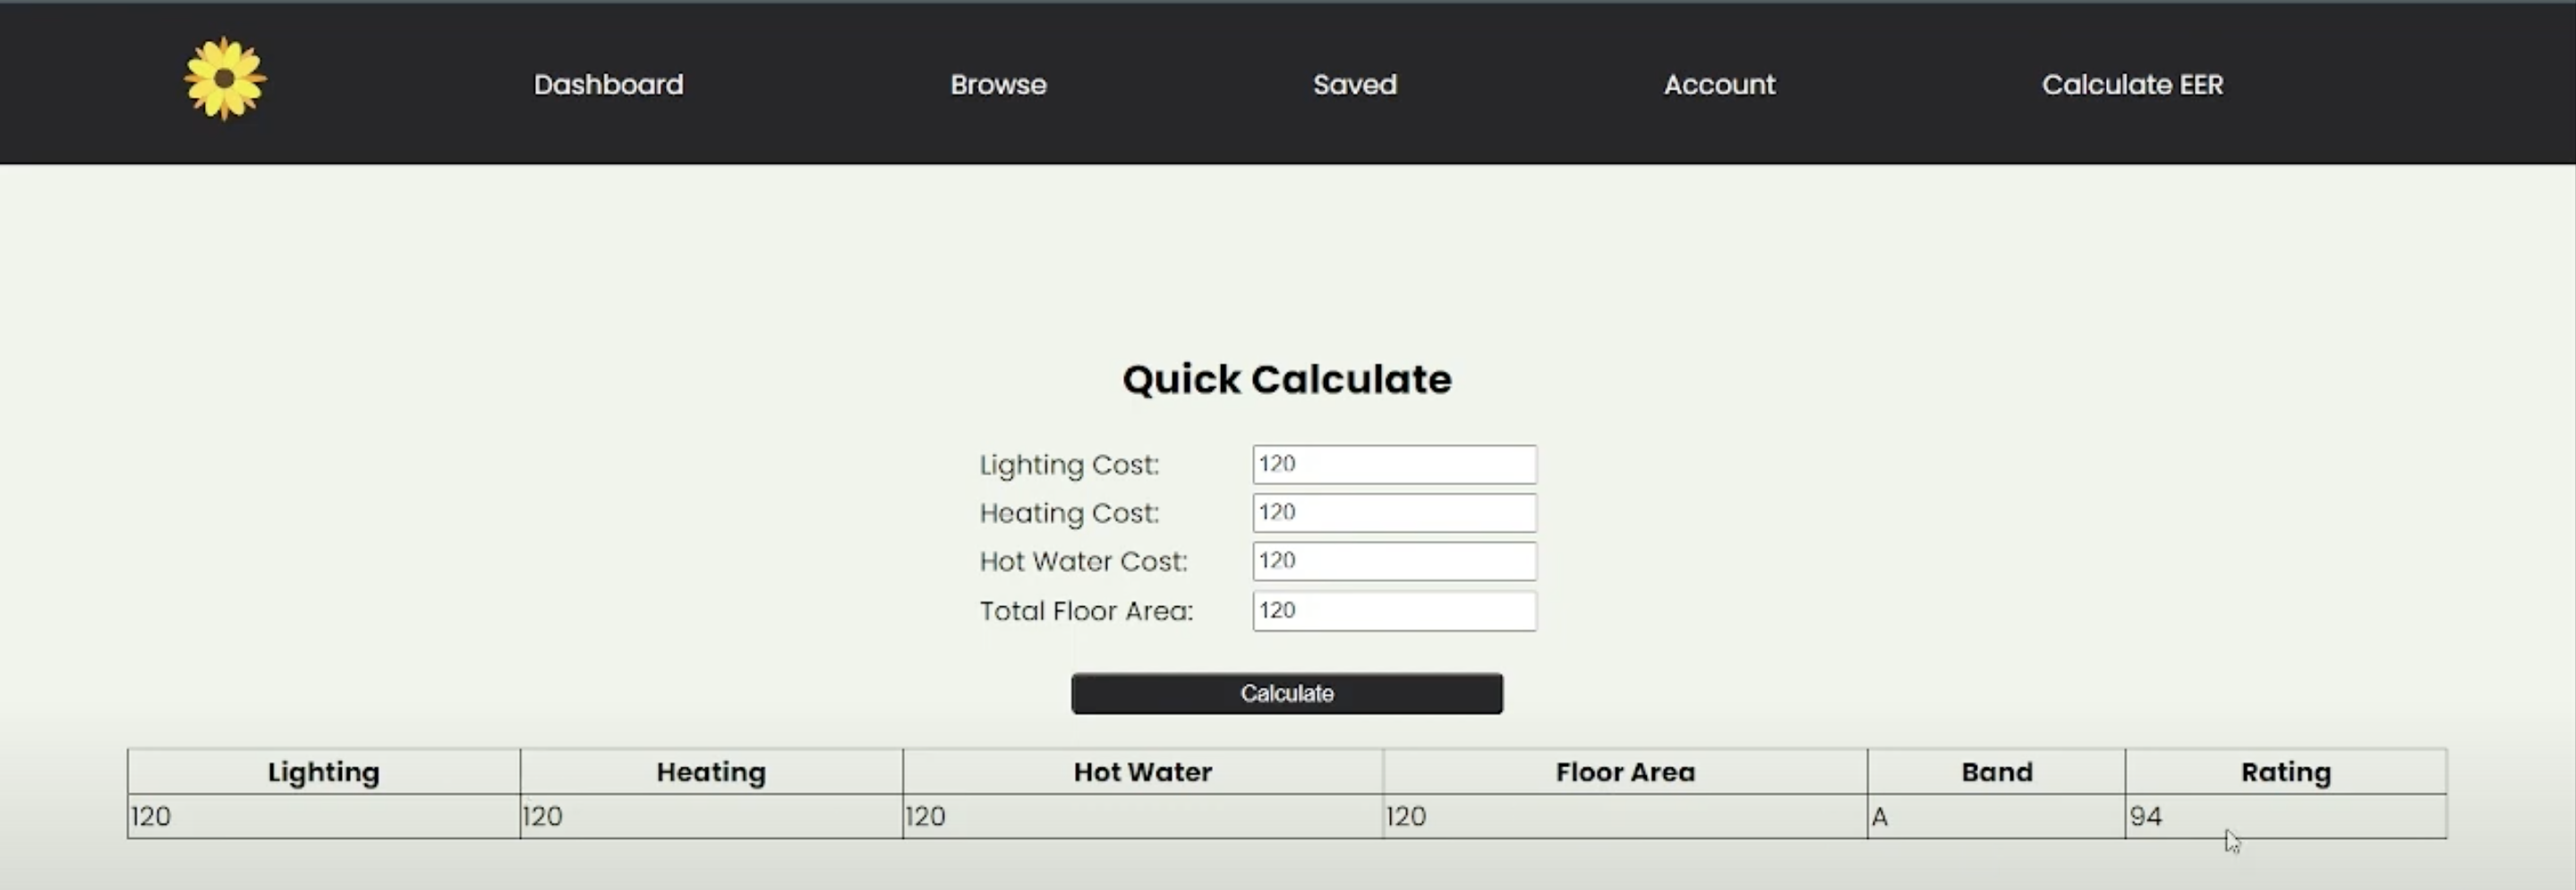 Dashboard Browse Saved Account Calculate EER
Quick Calculate
Lighting Cost: 120
Heating Cost: 120
Hot Water Cost: 120
Total Floor Area: 120
Calculate
Lighting Heating Hot Water Floor Area Band Rating
120 120 120 120 A 94